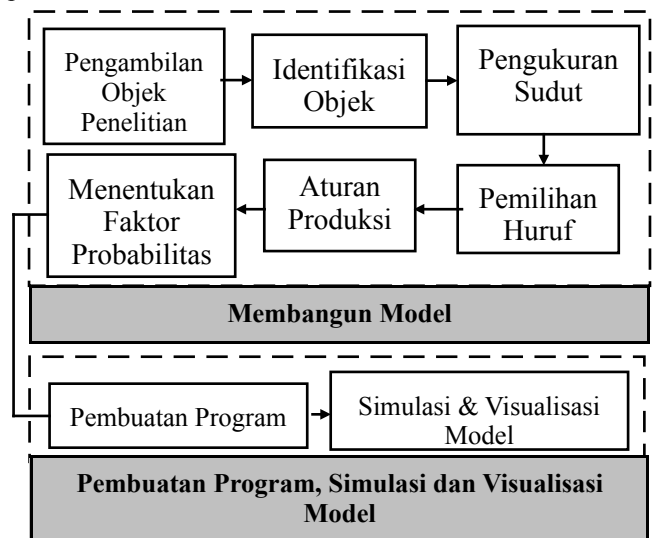 Pengambilan
Objek
Penelitian
Identifikasi
Objek
Pengukuran
Sudut
Pemilihan
Huruf
Aturan
Produksi
Menentukan
Faktor
Probabilitas
Membangun Model
Pembuatan Program
Simulasi & Visualisasi
Model
Pembuatan Program, Simulasi dan Visualisasi
Model